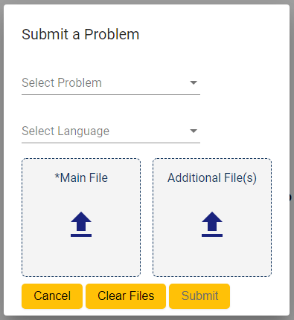 Submit a Problem
Select Problem
Select Language
*Main File
Additional File(s)
Cancel
Clear Files
Submit